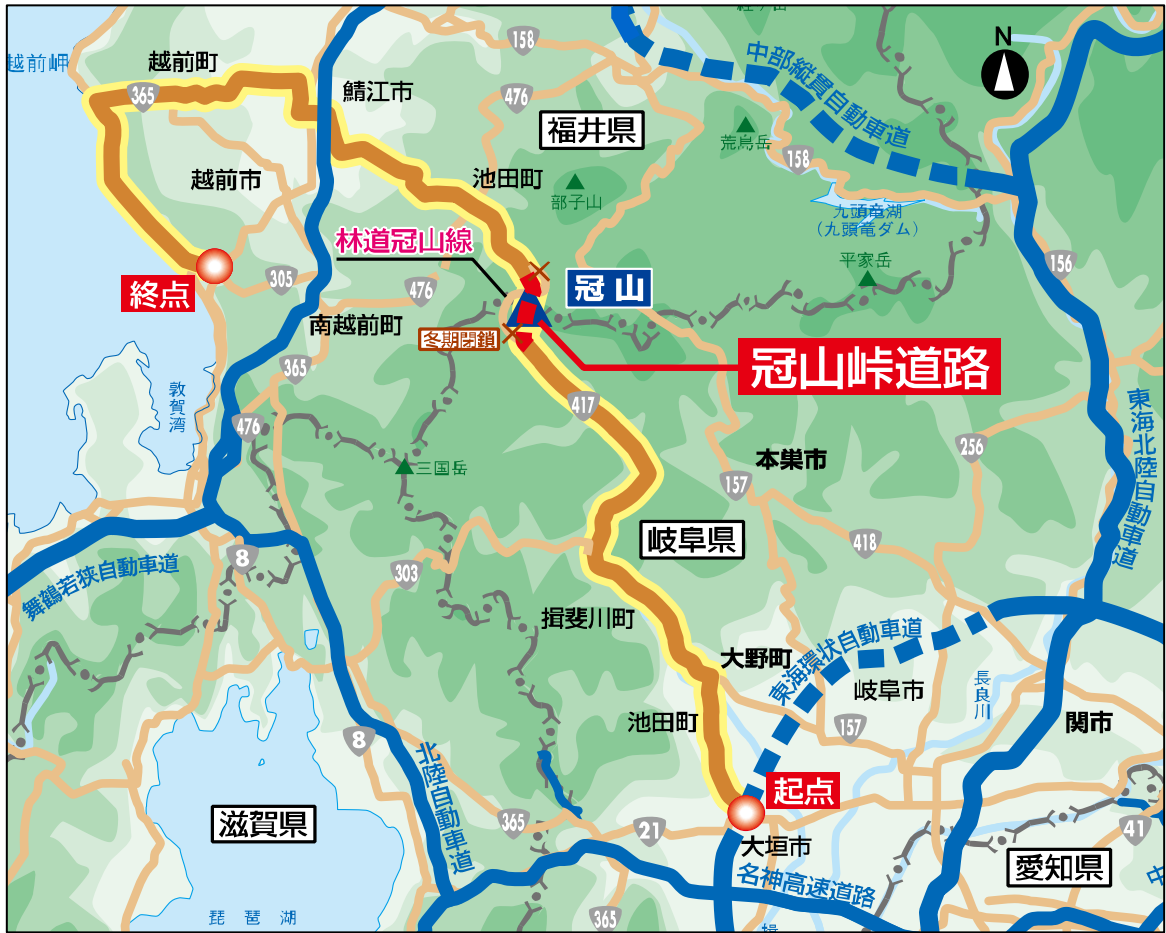 越前岬
越前町
365
鯖江市
158
476
中部縦貫自動車道
N
福井県
荒島岳
158
池田町
部子山
越前市
九頭竜湖
（九頭竜ダム）
林道冠山線
平家岳
156
終点
305
476
冠山
南越前町
冬期閉鎖
冠山峠道路
365
敦賀湾
417
東海北陸自動車道
476
三国岳
本巣市
157
256
岐阜県
418
8
303
舞鶴若狭自動車道
揖斐川町
大野町
東海環状自動車道
岐阜市
長良川
池田町
157
関市
8
北陸自動車道
起点
滋賀県
365
21
大垣市
41
愛知県
名神高速道路
琵琶湖
365
中